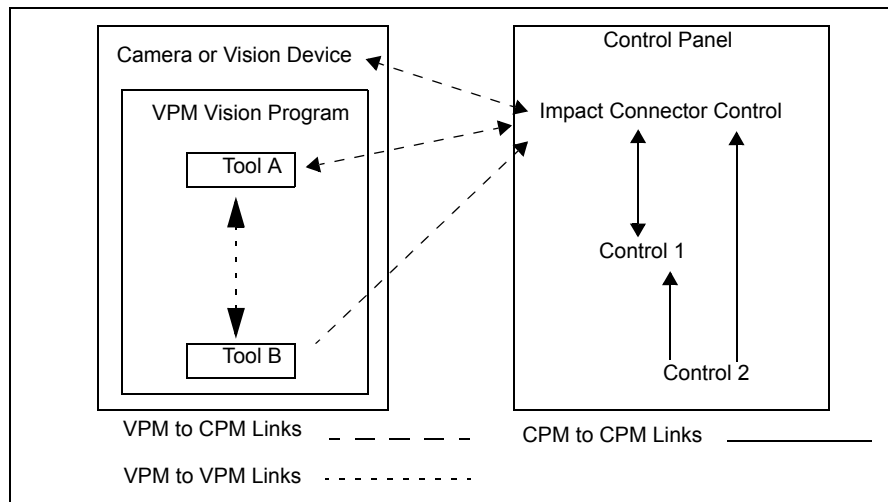 Camera or Vision Device
VPM Vision Program
Tool A
Tool B
Control Panel
Impact Connector Control
Control 1
Control 2
VPM to CPM Links
CPM to CPM Links
VPM to VPM Links